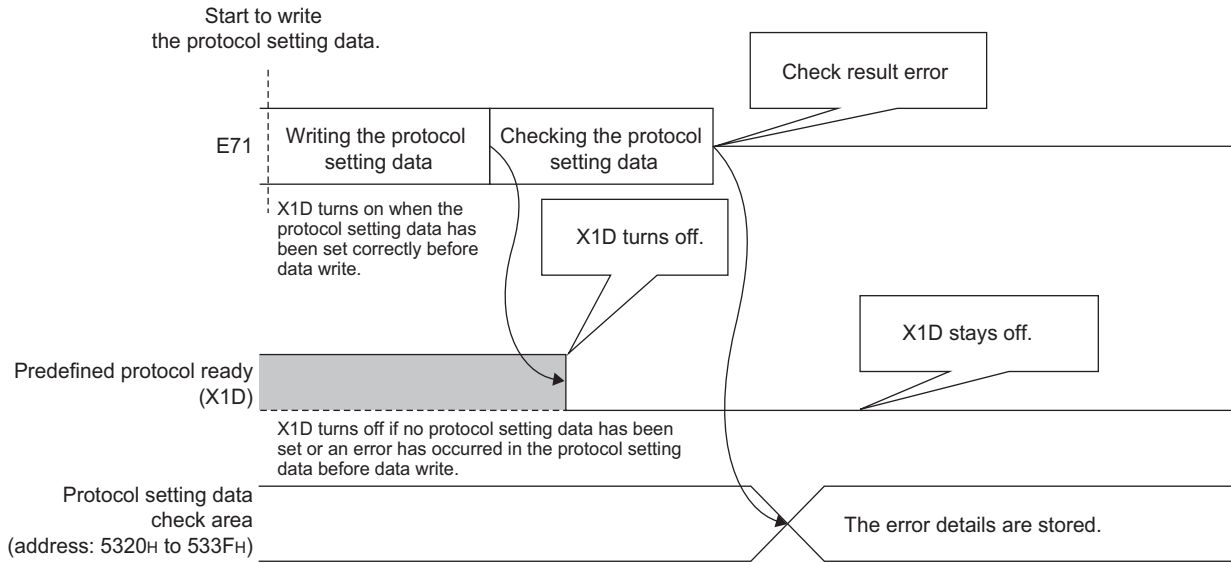 Start to write
the protocol setting data.
Check result error
E71
Writing the protocol
setting data
Checking the protocol
setting data
X1D turns on when the
protocol setting data has
been set correctly before
data write.
X1D turns off.
X1D stays off.
Predefined protocol ready
(X1D)
X1D turns off if no protocol setting data has been
set or an error has occurred in the protocol setting
data before data write.
Protocol setting data
check area
(address: 5320H to 533FH)
The error details are stored.